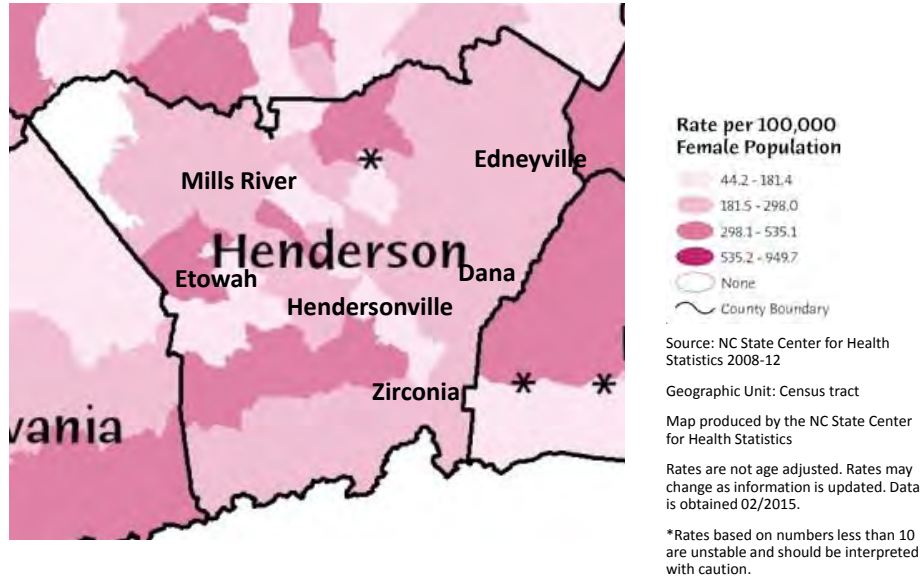 Mills River
Edneyville
*
Henderson
Etowah
Dana
Hendersonville
Zirconia
* *
vania
Rate per 100,000
Female Population
44.2 - 181.4
181.5 - 298.0
298.1 - 535.1
535.2 - 949.7
None
County Boundary
Source: NC State Center for Health
Statistics 2008-12
Geographic Unit: Census tract
Map produced by the NC State Center
for Health Statistics
Rates are not age adjusted. Rates may
change as information is updated. Data
is obtained 02/2015.
*Rates based on numbers less than 10
are unstable and should be interpreted
with caution.